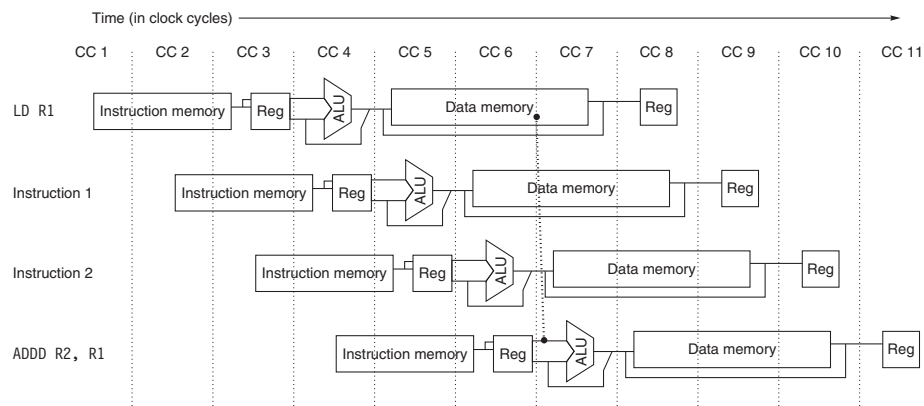 Time (in clock cycles)
CC 1 CC 2 CC 3 CC 4 CC 5 CC 6 CC 7 CC 8 CC 9 CC 10 CC 11
LD R1 Instruction memory Reg ALU Data memory Reg
Instruction 1 Instruction memory Reg ALU Data memory Reg
Instruction 2 Instruction memory Reg ALU Data memory Reg
ADDD R2, R1 Instruction memory Reg ALU Data memory Reg